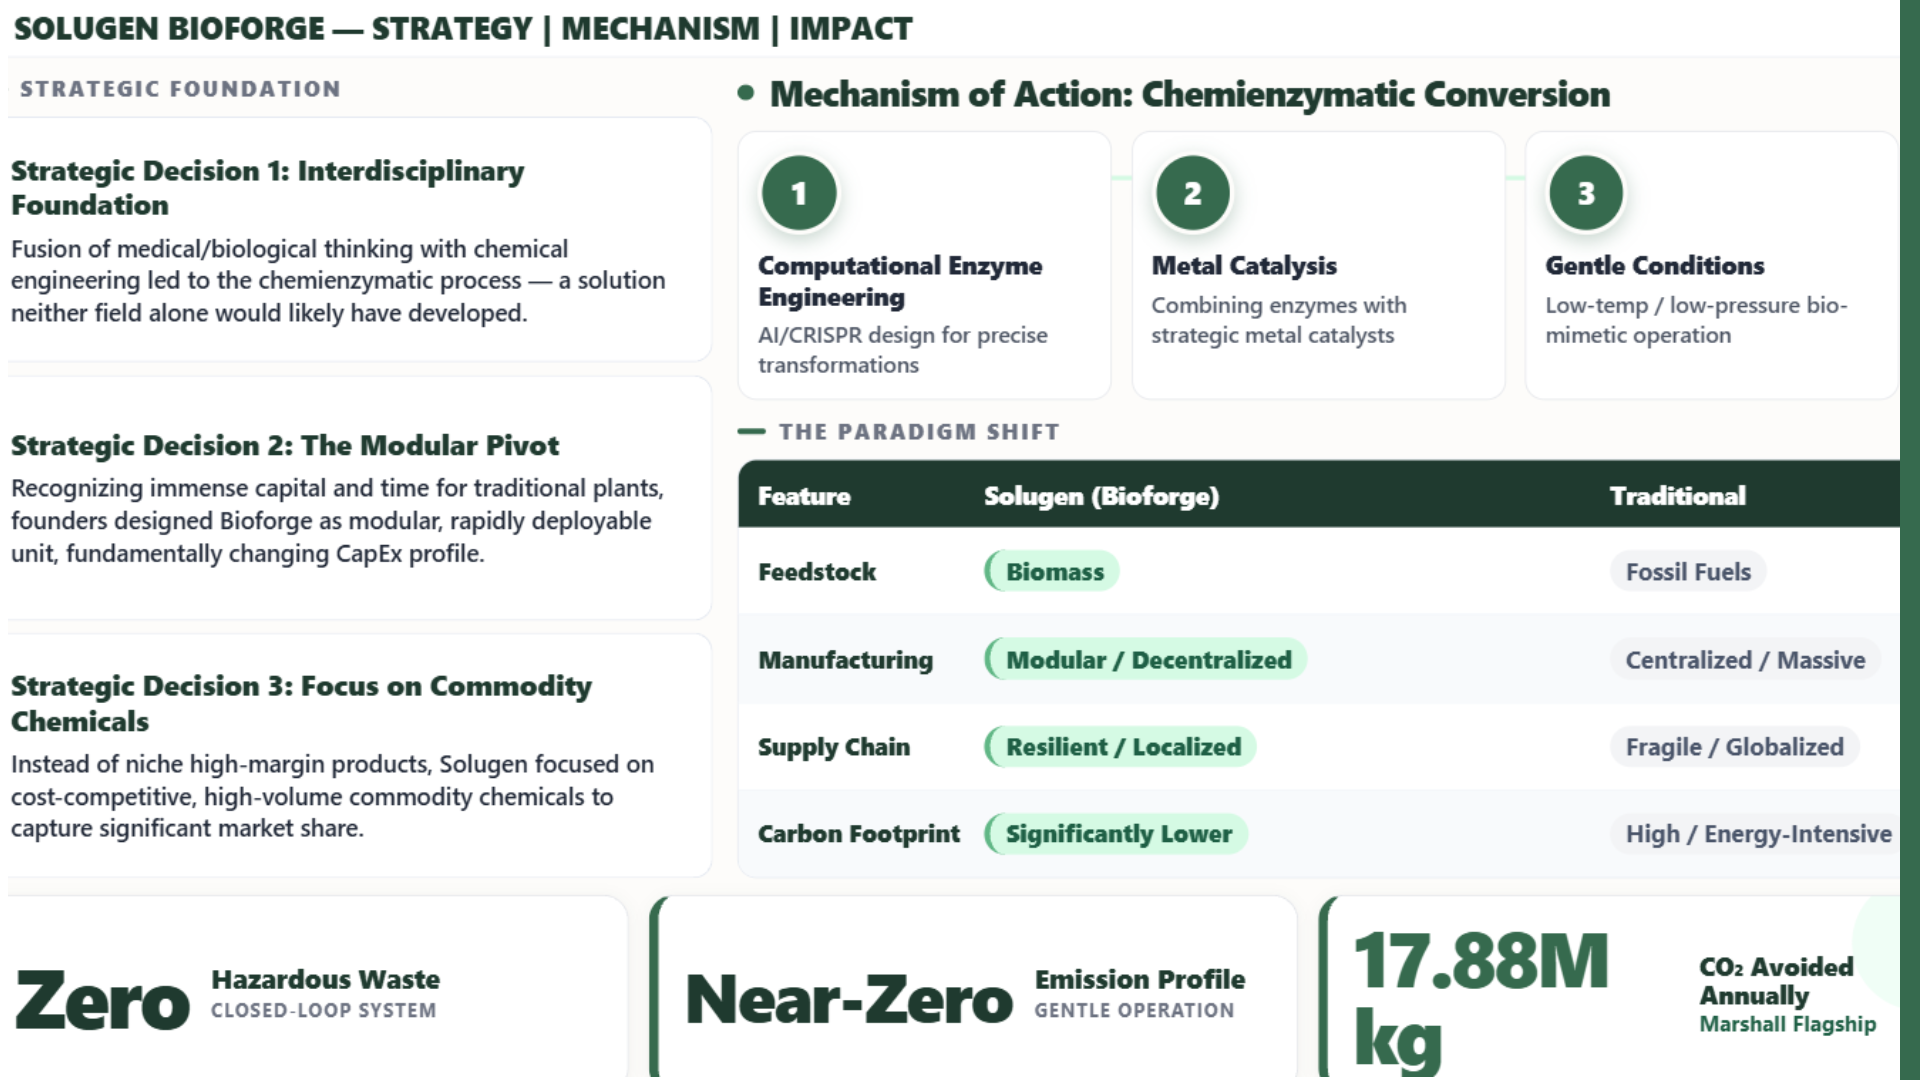 SOLUGEN BIOFORGE — STRATEGY | MECHANISM | IMPACT
STRATEGIC FOUNDATION
Strategic Decision 1: Interdisciplinary
Foundation
Fusion of medical/biological thinking with chemical
engineering led to the chemienzymatic process — a solution
neither field alone would likely have developed.
Strategic Decision 2: The Modular Pivot
Recognizing immense capital and time for traditional plants,
founders designed Bioforge as modular, rapidly deployable
unit, fundamentally changing CapEx profile.
Strategic Decision 3: Focus on Commodity
Chemicals
Instead of niche high-margin products, Solugen focused on
cost-competitive, high-volume commodity chemicals to
capture significant market share.
Mechanism of Action: Chemienzymatic Conversion
1
Computational Enzyme
Engineering
AI/CRISPR design for precise
transformations
2
Metal Catalysis
Combining enzymes with
strategic metal catalysts
3
Gentle Conditions
Low-temp / low-pressure bio-
mimetic operation
THE PARADIGM SHIFT
Feature Solugen (Bioforge) Traditional
Feedstock Biomass Fossil Fuels
Manufacturing Modular / Decentralized Centralized / Massive
Supply Chain Resilient / Localized Fragile / Globalized
Carbon Footprint Significantly Lower High / Energy-Intensive
Zero
Hazardous Waste
CLOSED-LOOP SYSTEM
Near-Zero
Emission Profile
GENTLE OPERATION
17.88M
kg
CO₂ Avoided
Annually
Marshall Flagship